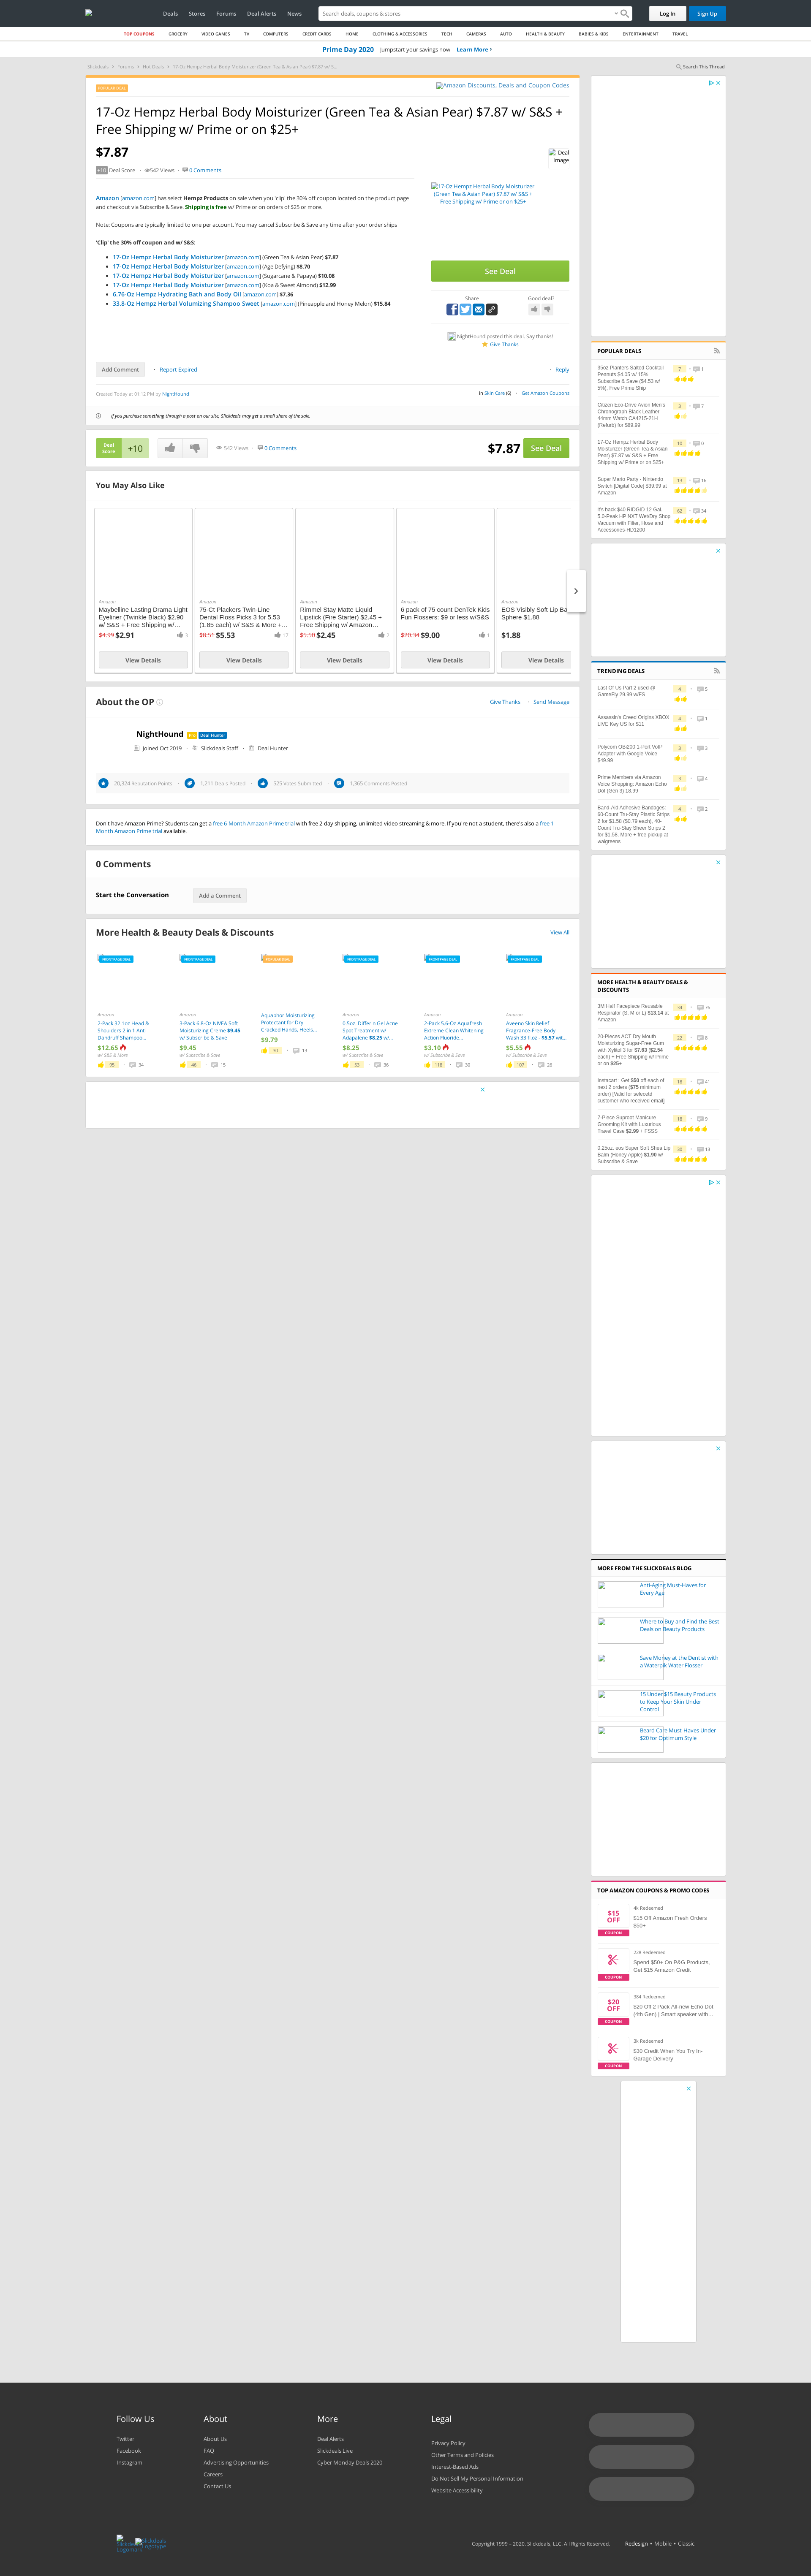 Deals
Stores
Forums
Deal Alerts
News
Search deals, coupons & stores
Log In
Sign Up
TOP COUPONS
GROCERY
VIDEO GAMES
TV
COMPUTERS
CREDIT CARDS
HOME
CLOTHING & ACCESSORIES
TECH
CAMERAS
AUTO
HEALTH & BEAUTY
BABIES & KIDS
ENTERTAINMENT
TRAVEL
Prime Day 2020 Jumpstart your savings now Learn More
Slickdeals > Forums > Hot Deals > 17-Oz Hempz Herbal Body Moisturizer (Green Tea & Asian Pear) $7.87 w/ S...
Search This Thread
POPULAR DEAL
Amazon Discounts, Deals and Coupon Codes
17-Oz Hempz Herbal Body Moisturizer (Green Tea & Asian Pear) $7.87 w/ S&S +
Free Shipping w/ Prime or on $25+
$7.87
+10 Deal Score
542 Views
0 Comments
Deal
Image
Amazon [amazon.com] has select Hempz Products on sale when you 'clip' the 30% off coupon located on the product page
and checkout via Subscribe & Save. Shipping is free w/ Prime or on orders of $25 or more.
Note: Coupons are typically limited to one per account. You may cancel Subscribe & Save any time after your order ships
'Clip' the 30% off coupon and w/ S&S:
17-Oz Hempz Herbal Body Moisturizer [amazon.com] (Green Tea & Asian Pear) $7.87
17-Oz Hempz Herbal Body Moisturizer [amazon.com] (Age Defying) $8.70
17-Oz Hempz Herbal Body Moisturizer [amazon.com] (Sugarcane & Papaya) $10.08
17-Oz Hempz Herbal Body Moisturizer [amazon.com] (Koa & Sweet Almond) $12.99
6.76-Oz Hempz Hydrating Bath and Body Oil [amazon.com] $7.36
33.8-Oz Hempz Herbal Volumizing Shampoo Sweet [amazon.com] (Pineapple and Honey Melon) $15.84
17-Oz Hempz Herbal Body Moisturizer
(Green Tea & Asian Pear) $7.87 w/ S&S +
Free Shipping w/ Prime or on $25+
See Deal
Share
Good deal?
NightHound posted this deal. Say thanks!
Give Thanks
Add Comment
Report Expired
Reply
Created Today at 01:12 PM by NightHound
in Skin Care (6)
Get Amazon Coupons
If you purchase something through a post on our site, Slickdeals may get a small share of the sale.
Deal
Score
+10
542 Views
0 Comments
$7.87
See Deal
You May Also Like
Amazon
Maybelline Lasting Drama Light
Eyeliner (Twinkle Black) $2.90
w/ S&S + Free Shipping w/...
$4.99 $2.91
3
View Details
Amazon
75-Ct Plackers Twin-Line
Dental Floss Picks 3 for 5.53
(1.85 each) w/ S&S & More +...
$8.51 $5.53
17
View Details
Amazon
Rimmel Stay Matte Liquid
Lipstick (Fire Starter) $2.45 +
Free Shipping w/ Amazon...
$5.50 $2.45
2
View Details
Amazon
6 pack of 75 count DenTek Kids
Fun Flossers: $9 or less w/S&S
$20.34 $9.00
1
View Details
Amazon
EOS Visibly Soft Lip Ba
Sphere $1.88
$1.88
View Details
About the OP
Give Thanks
Send Message
NightHound
Pro
Deal Hunter
Joined Oct 2019
Slickdeals Staff
Deal Hunter
20,324 Reputation Points
1,211 Deals Posted
525 Votes Submitted
1,365 Comments Posted
Don't have Amazon Prime? Students can get a free 6-Month Amazon Prime trial with free 2-day shipping, unlimited video streaming & more. If you're not a student, there's also a free 1-
Month Amazon Prime trial available.
0 Comments
Start the Conversation
Add a Comment
More Health & Beauty Deals & Discounts
View All
FRONTPAGE DEAL
Amazon
2-Pack 32.1oz Head &
Shoulders 2 in 1 Anti
Dandruff Shampoo...
$12.65
w/ S&S & More
95
34
FRONTPAGE DEAL
Amazon
3-Pack 6.8-Oz NIVEA Soft
Moisturizing Creme $9.45
w/ Subscribe & Save
$9.45
w/ Subscribe & Save
46
15
POPULAR DEAL
Aquaphor Moisturizing
Protectant for Dry
Cracked Hands, Heels...
$9.79
30
13
FRONTPAGE DEAL
Amazon
0.5oz. Differin Gel Acne
Spot Treatment w/
Adapalene $8.25 w/...
$8.25
w/ Subscribe & Save
53
36
FRONTPAGE DEAL
Amazon
2-Pack 5.6-Oz Aquafresh
Extreme Clean Whitening
Action Fluoride...
$3.10
w/ Subscribe & Save
118
30
FRONTPAGE DEAL
Amazon
Aveeno Skin Relief
Fragrance-Free Body
Wash 33 fl.oz - $5.57 wit...
$5.55
w/ Subscribe & Save
107
26
POPULAR DEALS
35oz Planters Salted Cocktail
Peanuts $4.05 w/ 15%
Subscribe & Save ($4.53 w/
5%), Free Prime Ship
7
1
Citizen Eco-Drive Avion Men's
Chronograph Black Leather
44mm Watch CA4215-21H
(Refurb) for $89.99
3
7
17-Oz Hempz Herbal Body
Moisturizer (Green Tea & Asian
Pear) $7.87 w/ S&S + Free
Shipping w/ Prime or on $25+
10
0
Super Mario Party - Nintendo
Switch [Digital Code] $39.99 at
Amazon
13
16
it's back $40 RIDGID 12 Gal.
5.0-Peak HP NXT Wet/Dry Shop
Vacuum with Filter, Hose and
Accessories-HD1200
62
34
TRENDING DEALS
Last Of Us Part 2 used @
GameFly 29.99 w/FS
4
5
Assassin's Creed Origins XBOX
LIVE Key US for $11
4
1
Polycom OBi200 1-Port VoIP
Adapter with Google Voice
$49.99
3
3
Prime Members via Amazon
Voice Shopping: Amazon Echo
Dot (Gen 3) 18.99
3
4
Band-Aid Adhesive Bandages:
60-Count Tru-Stay Plastic Strips
2 for $1.58 ($0.79 each), 40-
Count Tru-Stay Sheer Strips 2
for $1.58, More + free pickup at
walgreens
4
2
MORE HEALTH & BEAUTY DEALS &
DISCOUNTS
3M Half Facepiece Reusable
Respirator (S, M or L) $13.14 at
Amazon
34
76
20-Pieces ACT Dry Mouth
Moisturizing Sugar-Free Gum
with Xylitol 3 for $7.63 ($2.54
each) + Free Shipping w/ Prime
or on $25+
22
8
Instacart : Get $50 off each of
next 2 orders ($75 minimum
order) [Valid for selecetd
customer who received email]
18
41
7-Piece Suproot Manicure
Grooming Kit with Luxurious
Travel Case $2.99 + FSSS
18
9
0.25oz. eos Super Soft Shea Lip
Balm (Honey Apple) $1.90 w/
Subscribe & Save
30
13
MORE FROM THE SLICKDEALS BLOG
Anti-Aging Must-Haves for
Every Age
Where to Buy and Find the Best
Deals on Beauty Products
Save Money at the Dentist with
a Waterpik Water Flosser
15 Under $15 Beauty Products
to Keep Your Skin Under
Control
Beard Care Must-Haves Under
$20 for Optimum Style
TOP AMAZON COUPONS & PROMO CODES
$15
OFF
COUPON
4k Redeemed
$15 Off Amazon Fresh Orders
$50+
COUPON
228 Redeemed
Spend $50+ On P&G Products,
Get $15 Amazon Credit
$20
OFF
COUPON
384 Redeemed
$20 Off 2 Pack All-new Echo Dot
(4th Gen) | Smart speaker with...
COUPON
7k Redeemed
$30 Credit When You Try In-
Garage Delivery
Follow Us
Twitter
Facebook
Instagram
About
About Us
FAQ
Advertising Opportunities
Careers
Contact Us
More
Deal Alerts
Slickdeals Live
Cyber Monday Deals 2020
Legal
Privacy Policy
Other Terms and Policies
Interest-Based Ads
Do Not Sell My Personal Information
Website Accessibility
Slickdeals
Logomark
Slickdeals
Logotype
Copyright 1999 – 2020. Slickdeals, LLC. All Rights Reserved.
Redesign • Mobile • Classic